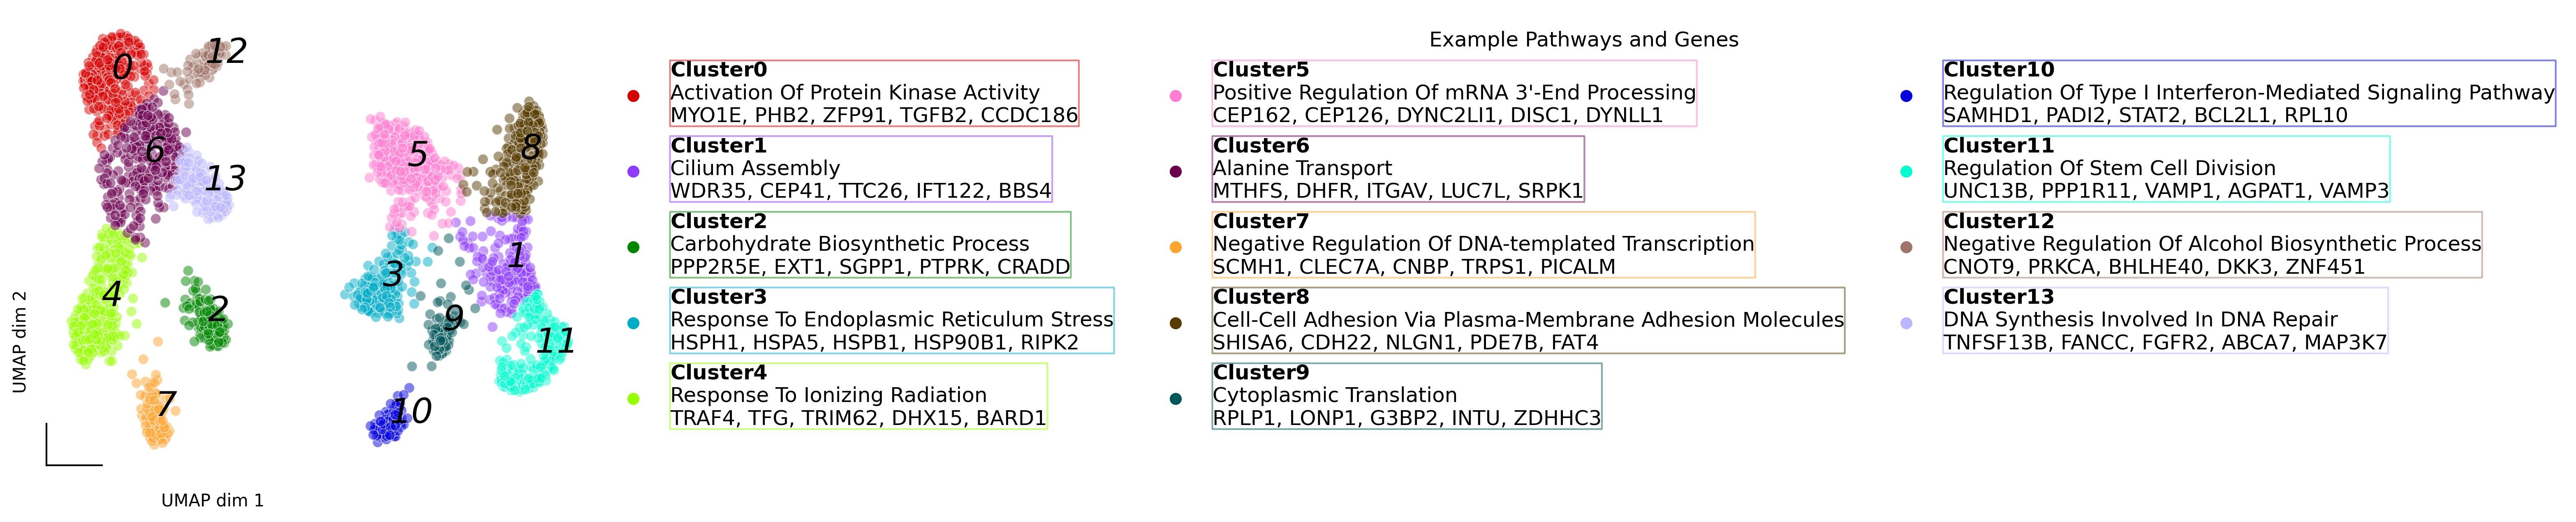 Example Pathways and Genes
0
12
6
13
4
2
7
5
8
3
1
9
11
10
UMAP dim 2
UMAP dim 1
Cluster0
Activation Of Protein Kinase Activity
MYO1E, PHB2, ZFP91, TGFB2, CCDC186
Cluster1
Cilium Assembly
WDR35, CEP41, TTC26, IFT122, BBS4
Cluster2
Carbohydrate Biosynthetic Process
PPP2R5E, EXT1, SGPP1, PTPRK, CRADD
Cluster3
Response To Endoplasmic Reticulum Stress
HSPH1, HSPA5, HSPB1, HSP90B1, RIPK2
Cluster4
Response To Ionizing Radiation
TRAF4, TFG, TRIM62, DHX15, BARD1
Cluster5
Positive Regulation Of mRNA 3'-End Processing
CEP162, CEP126, DYNC2LI1, DISC1, DYNLL1
Cluster6
Alanine Transport
MTHFS, DHFR, ITGAV, LUC7L, SRPK1
Cluster7
Negative Regulation Of DNA-templated Transcription
SCMH1, CLEC7A, CNBP, TRPS1, PICALM
Cluster8
Cell-Cell Adhesion Via Plasma-Membrane Adhesion Molecules
SHISA6, CDH22, NLGN1, PDE7B, FAT4
Cluster9
Cytoplasmic Translation
RPLP1, LONP1, G3BP2, INTU, ZDHHC3
Cluster10
Regulation Of Type I Interferon-Mediated Signaling Pathway
SAMHD1, PADI2, STAT2, BCL2L1, RPL10
Cluster11
Regulation Of Stem Cell Division
UNC13B, PPP1R11, VAMP1, AGPAT1, VAMP3
Cluster12
Negative Regulation Of Alcohol Biosynthetic Process
CNOT9, PRKCA, BHLHE40, DKK3, ZNF451
Cluster13
DNA Synthesis Involved In DNA Repair
TNFSF13B, FANCC, FGFR2, ABCA7, MAP3K7